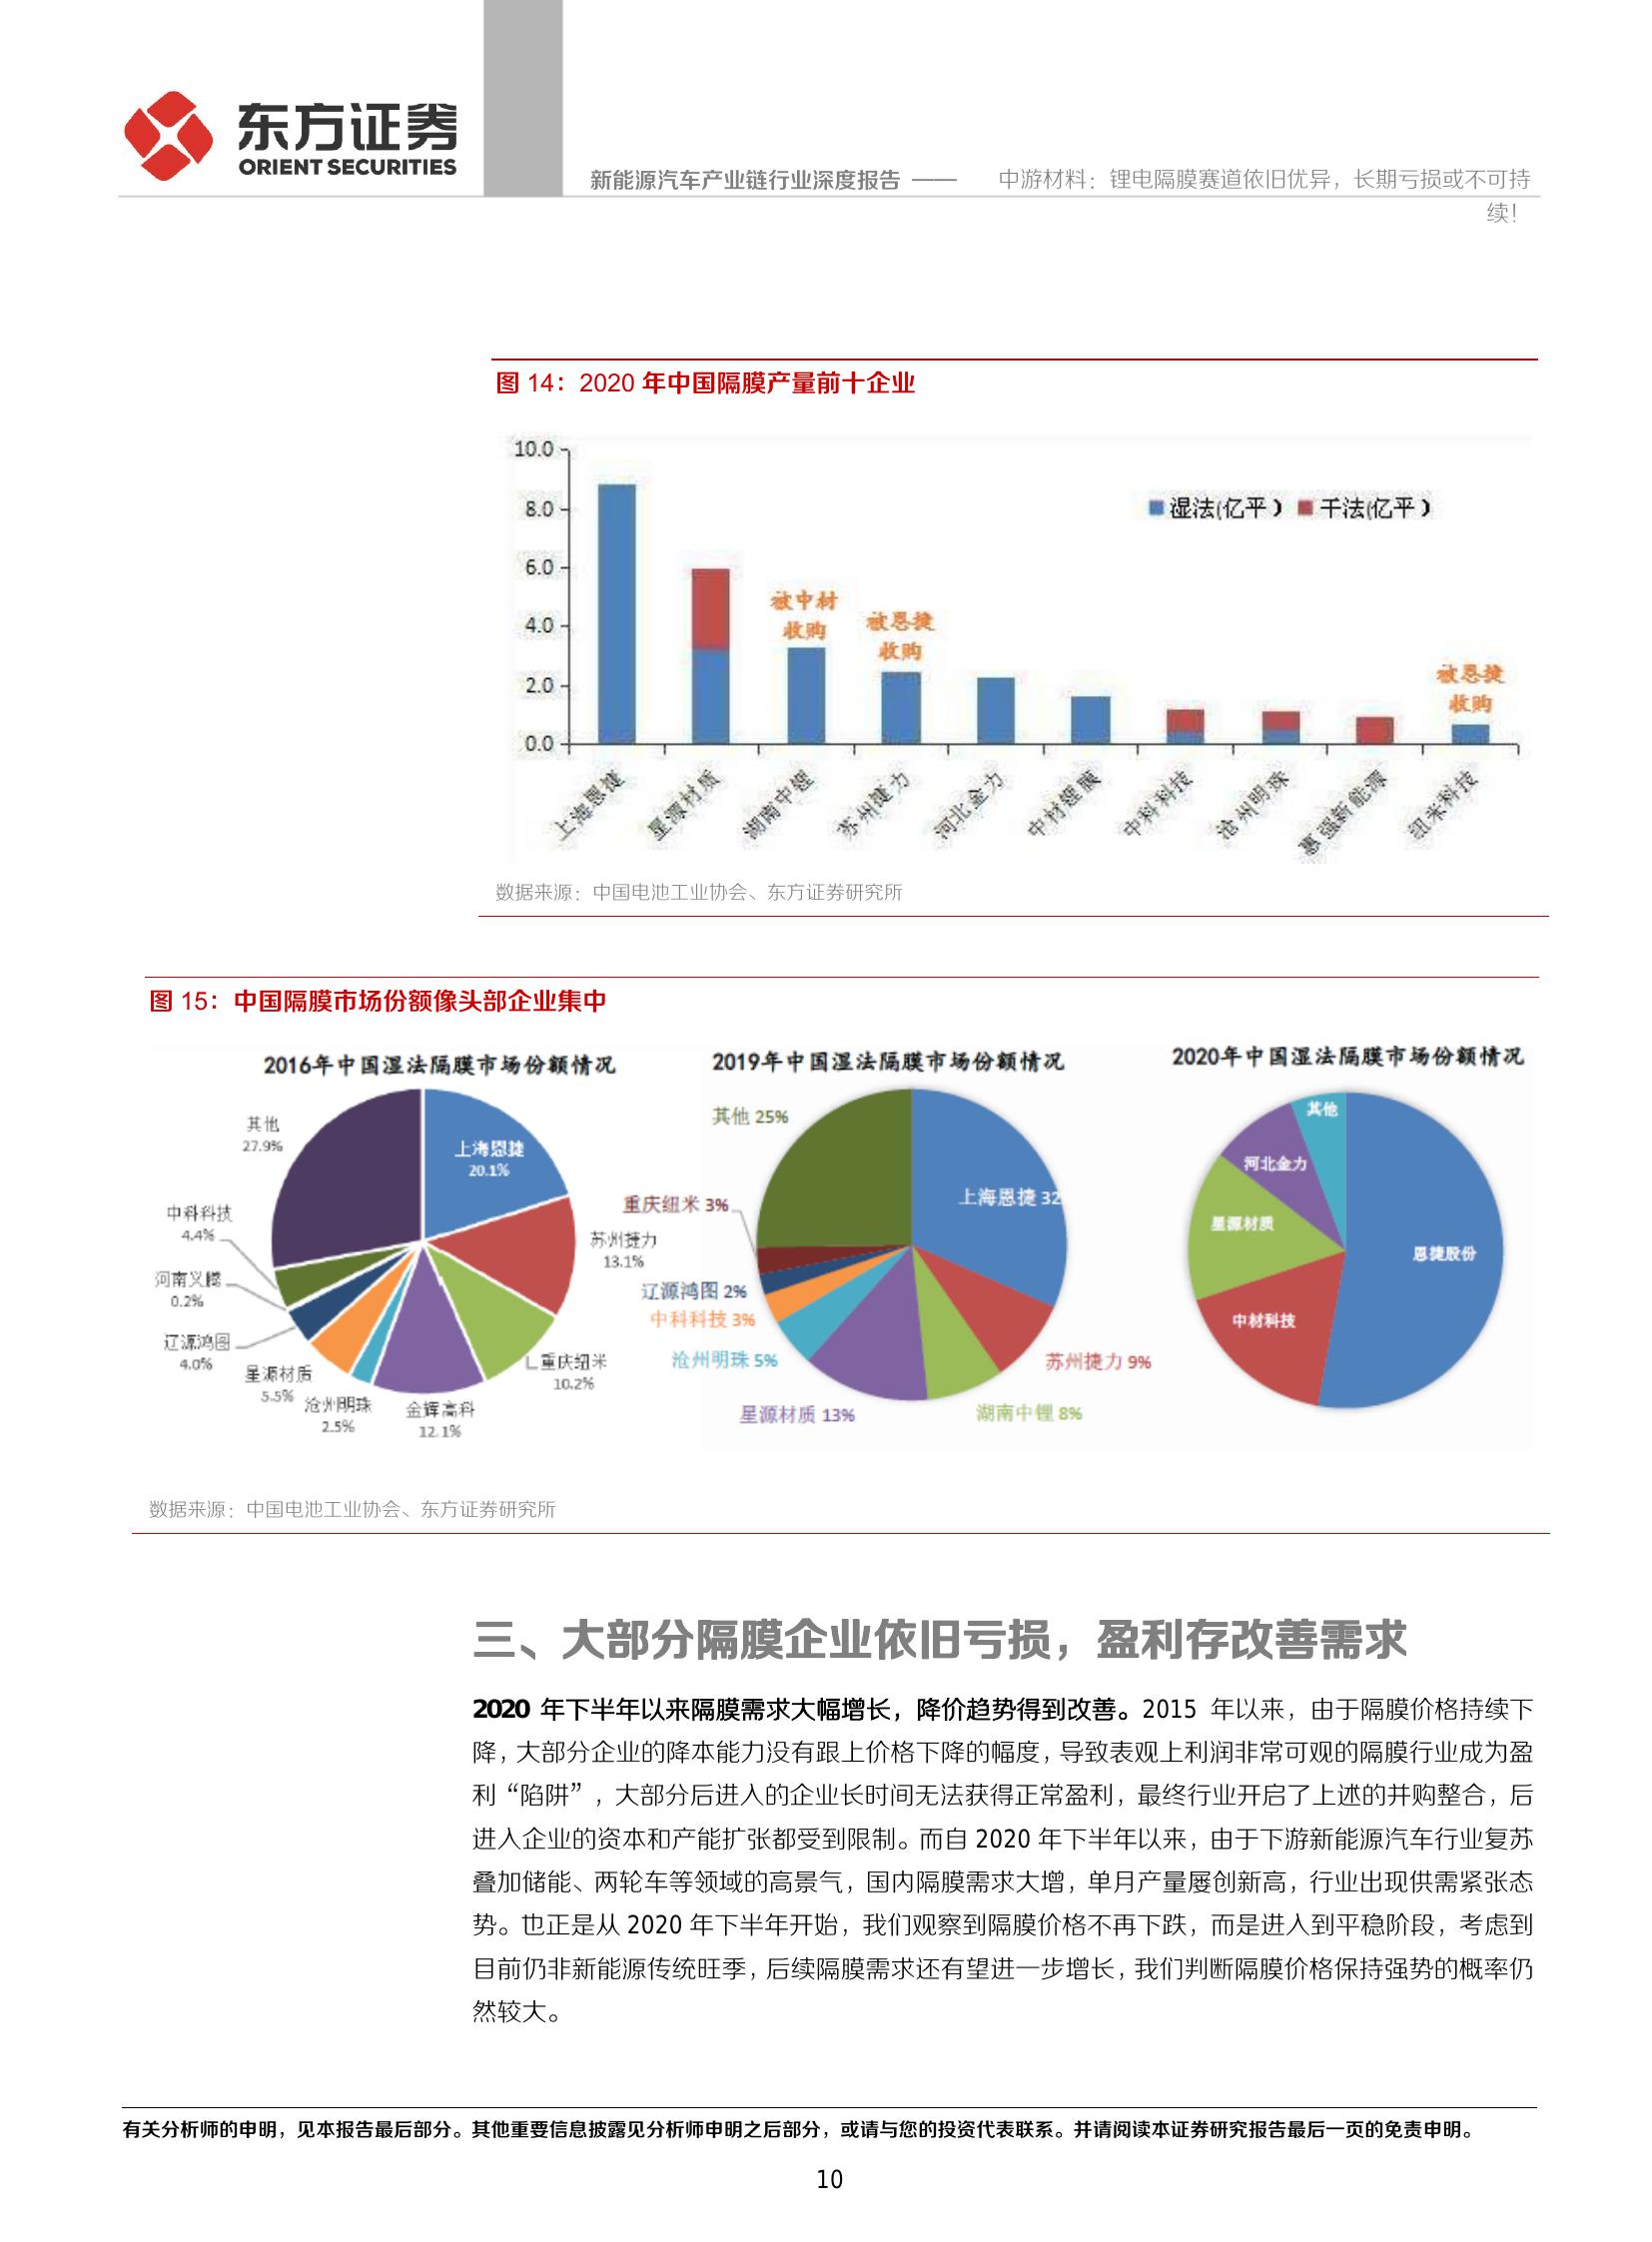 东方证券
ORIENT SECURITIES
新能源汽车产业链行业深度报告 —— 中游材料：锂电隔膜赛道依旧优异，长期亏损或不可持
续！
图 14：2020 年中国隔膜产量前十企业
10.0
8.0
6.0
4.0
2.0
0.0
湿法(亿平）
干法(亿平）
被中材
收购
被恩捷
收购
被恩捷
收购
上海恩捷
星源材质
湖南中锂
苏州捷力
河北金力
中材锂膜
中科科技
沧州明珠
惠强新能源
纽米科技
数据来源：中国电池工业协会、东方证券研究所
图 15：中国隔膜市场份额像头部企业集中
2016年中国湿法隔膜市场份额情况
其他
27.9%
上海恩捷
20.1%
中科科技
4.4%
苏州捷力
13.1%
河南义腾
0.2%
辽源鸿图
4.0%
星源材质
5.5%
沧州明珠
2.5%
金辉高科
12.1%
重庆纽米
10.2%
2019年中国湿法隔膜市场份额情况
其他 25%
上海恩捷 32
重庆纽米 3%
辽源鸿图 2%
中科科技 3%
沧州明珠 5%
星源材质 13%
湖南中锂 8%
苏州捷力 9%
2020年中国湿法隔膜市场份额情况
其他
河北金力
星源材质
中材科技
恩捷股份
数据来源：中国电池工业协会、东方证券研究所
三、大部分隔膜企业依旧亏损，盈利存改善需求
2020 年下半年以来隔膜需求大幅增长，降价趋势得到改善。2015 年以来，由于隔膜价格持续下
降，大部分企业的降本能力没有跟上价格下降的幅度，导致表观上利润非常可观的隔膜行业成为盈
利“陷阱”，大部分后进入的企业长时间无法获得正常盈利，最终行业开启了上述的并购整合，后
进入企业的资本和产能扩张都受到限制。而自 2020 年下半年以来，由于下游新能源汽车行业复苏
叠加储能、两轮车等领域的高景气，国内隔膜需求大增，单月产量屡创新高，行业出现供需紧张态
势。也正是从 2020 年下半年开始，我们观察到隔膜价格不再下跌，而是进入到平稳阶段，考虑到
目前仍非新能源传统旺季，后续隔膜需求还有望进一步增长，我们判断隔膜价格保持强势的概率仍
然较大。
有关分析师的申明，见本报告最后部分。其他重要信息披露见分析师申明之后部分，或请与您的投资代表联系。并请阅读本证券研究报告最后一页的免责申明。
10